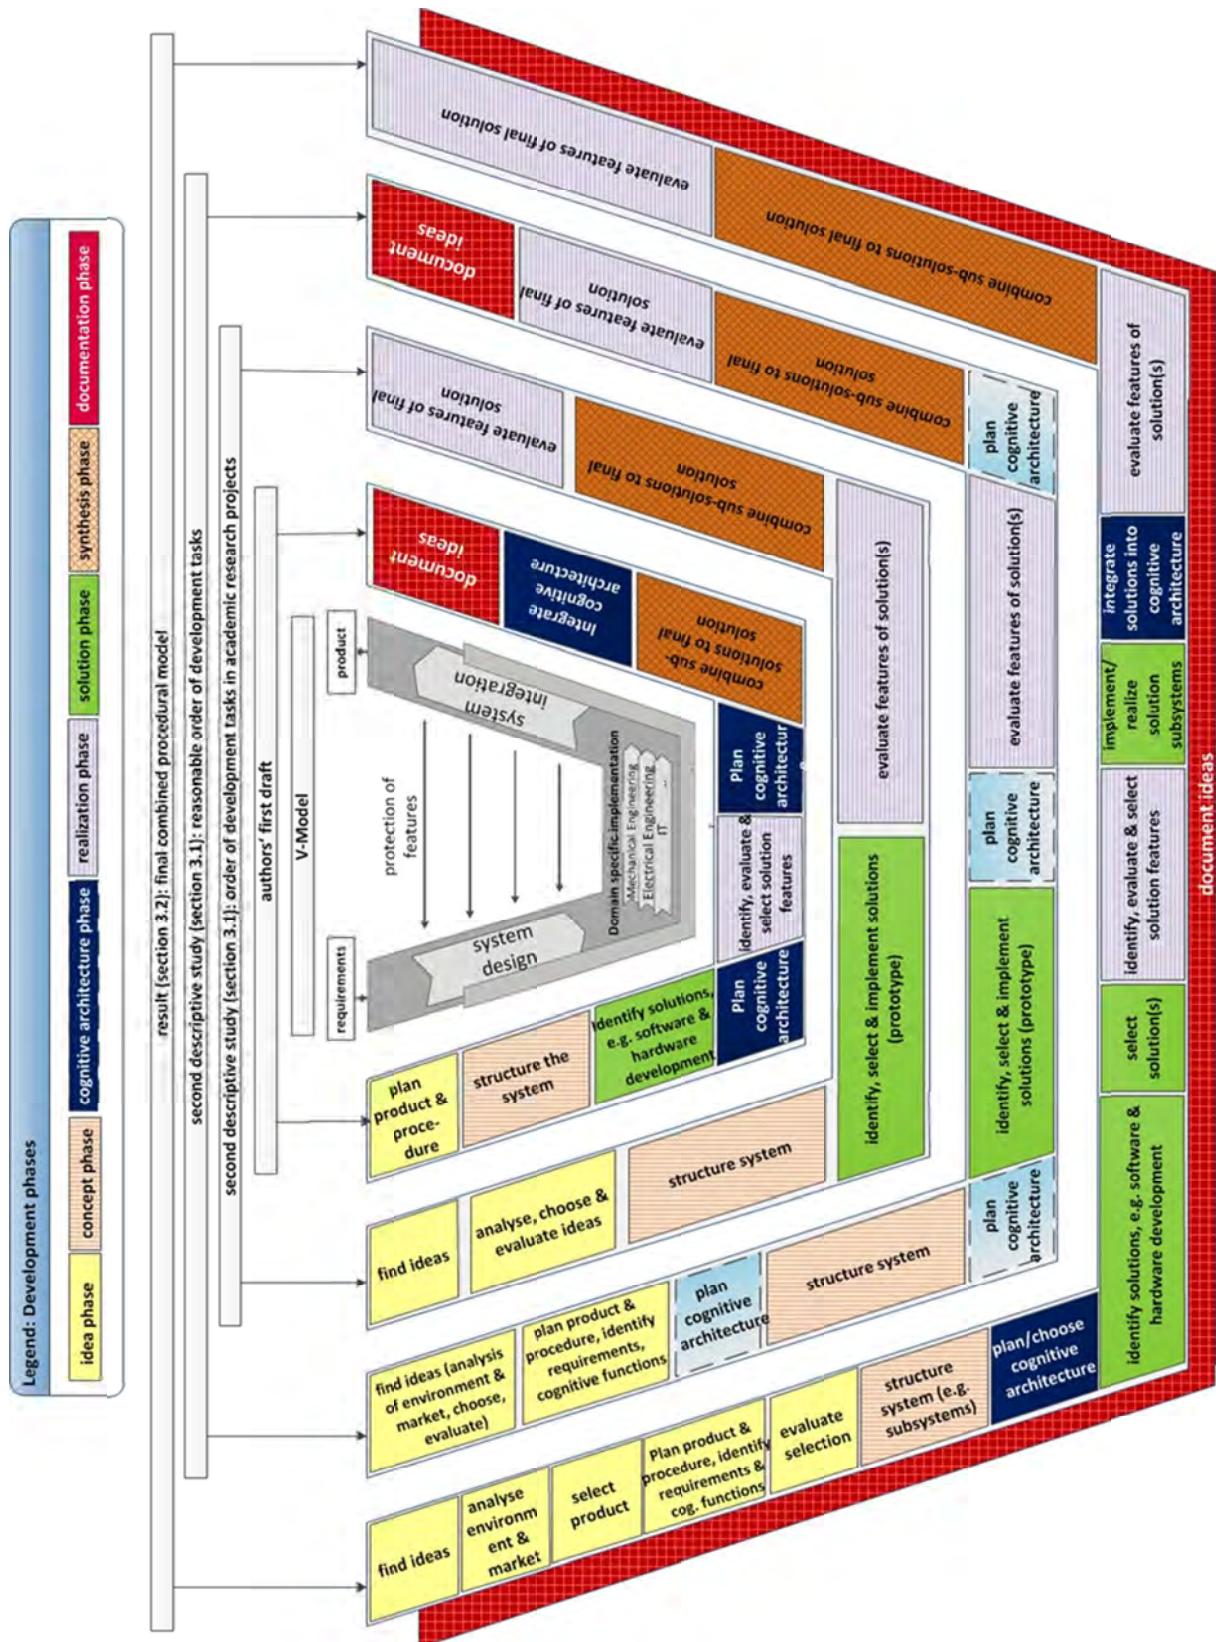 Legend: Development phases
idea phase
concept phase
cognitive architecture phase
realization phase
solution phase
synthesis phase
documentation phase
result (section 3.2): final combined procedural model
second descriptive study (section 3.1): reasonable order of development tasks
second descriptive study (section 3.1): order of development tasks in academic research projects
authors' first draft
V-Model
requirements
product
system
design
protection of
features
system
integration
Domain specific implementation
Mechanical Engineering
Electrical Engineering
IT
...
plan
product &
proce-
dure
structure the
system
Identify solutions,
e.g. software &
hardware
development
Plan
cognitive
architecture
identify, evaluate &
select solution
features
Plan
cognitive
architectur
e
combine sub-
solutions to final
solution
Integrate
cognitive
architecture
document
ideas
find ideas
analyse, choose &
evaluate ideas
structure system
identify, select & implement solutions
(prototype)
evaluate features of solution(s)
combine sub-solutions to final
solution
evaluate features of final
solution
find ideas (analysis
of environment &
market, choose,
evaluate)
plan product &
procedure, identify
requirements,
cognitive functions
plan
cognitive
architecture
structure system
plan
cognitive
architecture
identify, select & implement
solutions (prototype)
plan
cognitive
architecture
evaluate features of solution(s)
plan
cognitive
architecture
combine sub-solutions to final
solution
evaluate features of final
solution
document
ideas
find ideas
analyse
environm
ent &
market
select
product
Plan product &
procedure, identify
requirements &
cog. functions
evaluate
selection
structure
system (e.g.
subsystems)
plan/choose
cognitive
architecture
identify solutions, e.g. software &
hardware development
select
solution(s)
identify, evaluate & select
solution features
implement/
realize
solution
subsystems
integrate
solutions into
cognitive
architecture
evaluate features of
solution(s)
combine sub-solutions to final solution
evaluate features of final solution
document ideas